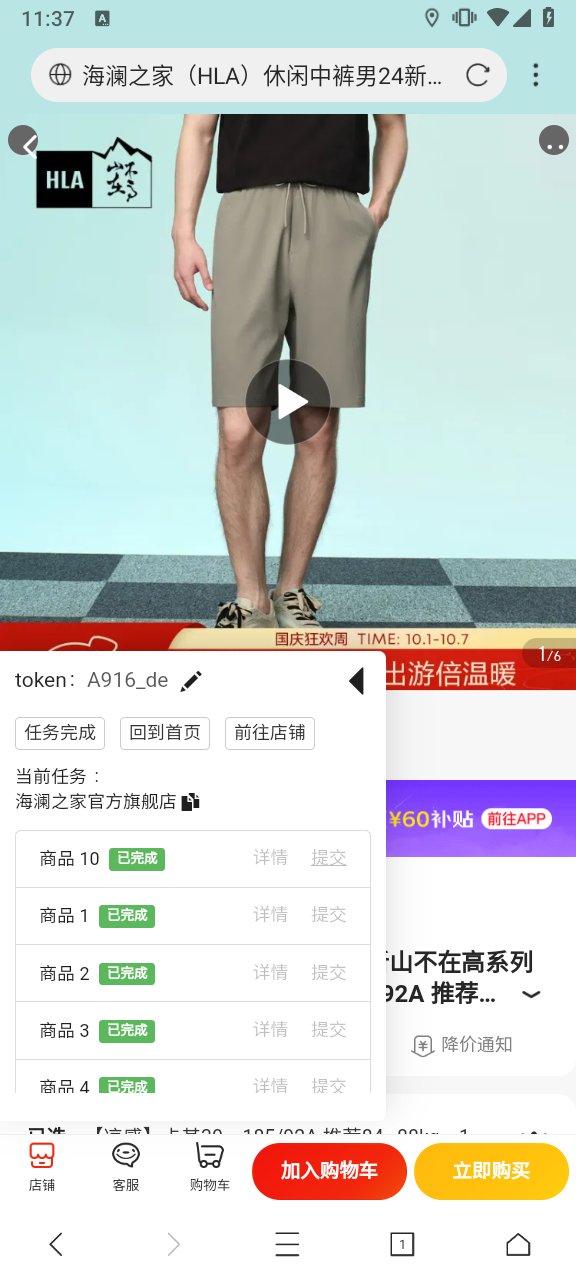 11:37
海澜之家（HLA）休闲中裤男24新...
HLA
山不在高
国庆狂欢周 TIME: 10.1-10.7
1/6
出游倍温暖
token： A916_de
任务完成 回到首页 前往店铺
当前任务：
海澜之家官方旗舰店
¥60补贴 前往APP
商品 10 已完成 详情 提交
商品 1 已完成 详情 提交
商品 2 已完成 详情 提交
山不在高系列
92A 推荐...
商品 3 已完成 详情 提交
降价通知
商品 4 已完成 详情 提交
店铺 客服 购物车 加入购物车 立即购买
1